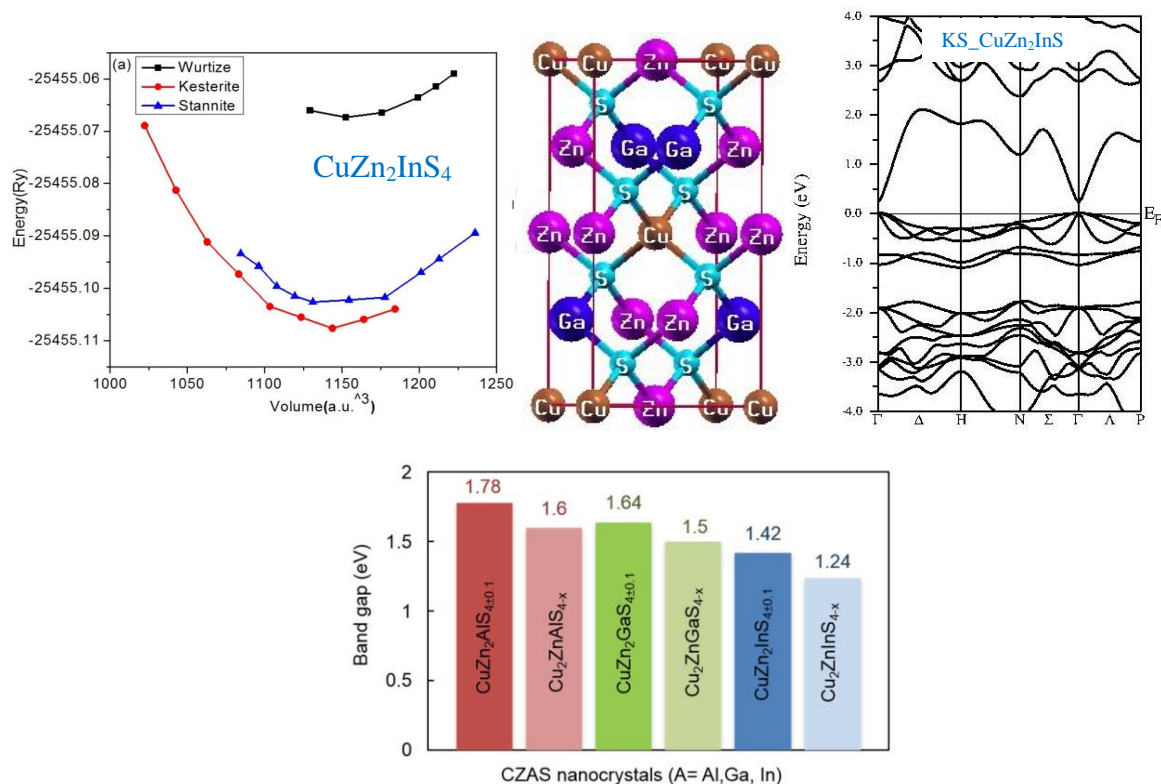 (a)
Wurtize
Kesterite
Stannite
CuZn₂InS₄
Energy(Ry)
-25455.06
-25455.07
-25455.08
-25455.09
-25455.10
-25455.11
1000 1050 1100 1150 1200 1250
Volume(a.u.^3)
Cu Cu Zn Cu Cu
S S
Zn Ga Ga Zn
S S
Zn Zn Cu Zn Zn
S S
Ga Zn Zn Ga
S S
Cu Cu Zn Cu Cu
KS_CuZn₂InS
Energy (eV)
4.0
3.0
2.0
1.0
0.0
-1.0
-2.0
-3.0
-4.0
E_F
Γ Δ H N Σ Γ Λ P
Band gap (eV)
2
1.5
1
0.5
0
1.78 1.6 1.64 1.5 1.42 1.24
CuZn₂AlS₄±0.1
Cu₂ZnAlS₄₋ₓ
CuZn₂GaS₄±0.1
Cu₂ZnGaS₄₋ₓ
CuZn₂InS₄±0.1
Cu₂ZnInS₄₋ₓ
CZAS nanocrystals (A= Al,Ga, In)